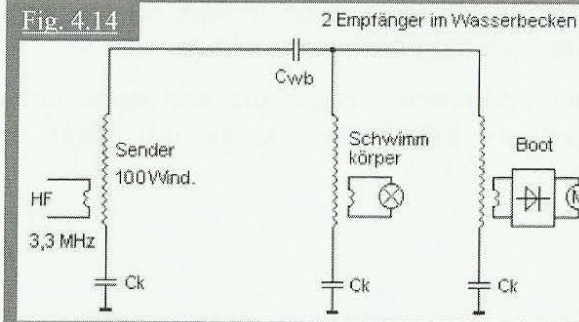 Fig. 4.14
2 Empfänger im Wasserbecken
Cwb
Sender
100 Wind.
Schwimm
körper
Boot
HF
3,3 MHz
M
Ck
Ck
Ck